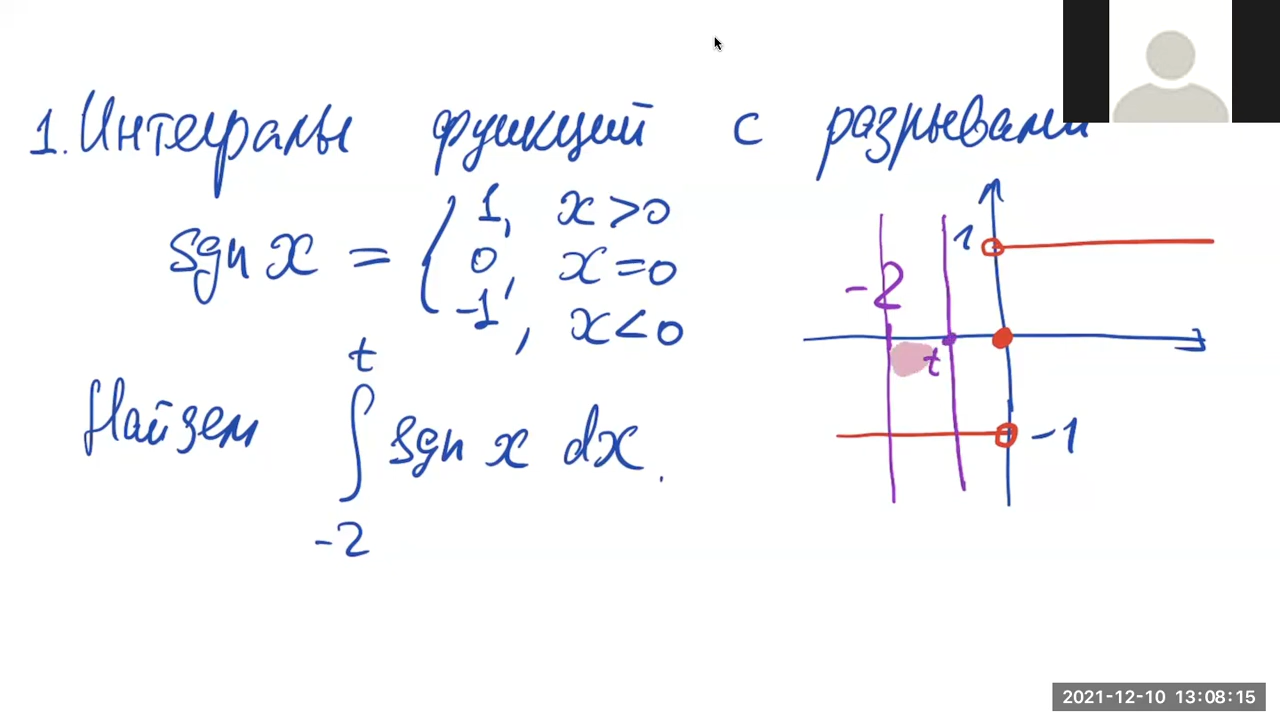 1. Интегралы функций с разрывами
sgn x = { 1, x > 0
0, x = 0
-1, x < 0
Найдем ∫_{-2}^{t} sgn x dx.
1
-2
t
-1
2021-12-10 13:08:15